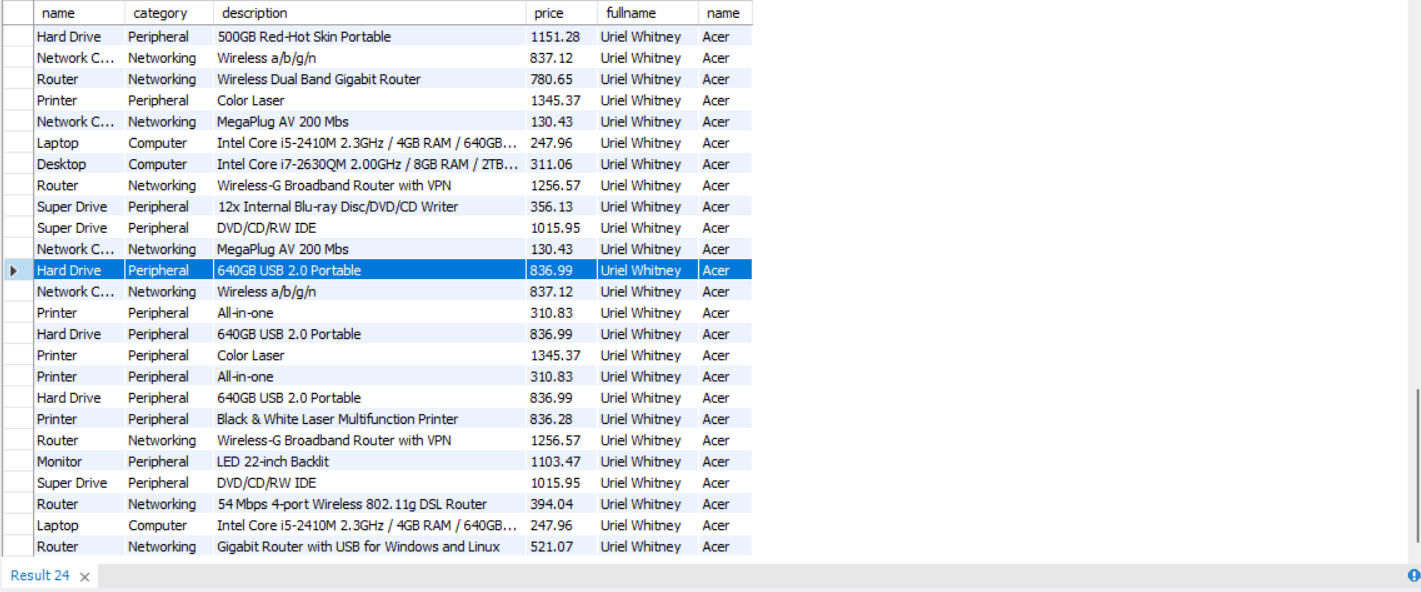 name category description price fullname name
Hard Drive Peripheral 500GB Red-Hot Skin Portable 1151.28 Uriel Whitney Acer
Network C... Networking Wireless a/b/g/n 837.12 Uriel Whitney Acer
Router Networking Wireless Dual Band Gigabit Router 780.65 Uriel Whitney Acer
Printer Peripheral Color Laser 1345.37 Uriel Whitney Acer
Network C... Networking MegaPlug AV 200 Mbs 130.43 Uriel Whitney Acer
Laptop Computer Intel Core i5-2410M 2.3GHz / 4GB RAM / 640GB... 247.96 Uriel Whitney Acer
Desktop Computer Intel Core i7-2630QM 2.00GHz / 8GB RAM / 2TB... 311.06 Uriel Whitney Acer
Router Networking Wireless-G Broadband Router with VPN 1256.57 Uriel Whitney Acer
Super Drive Peripheral 12x Internal Blu-ray Disc/DVD/CD Writer 356.13 Uriel Whitney Acer
Super Drive Peripheral DVD/CD/RW IDE 1015.95 Uriel Whitney Acer
Network C... Networking MegaPlug AV 200 Mbs 130.43 Uriel Whitney Acer
Hard Drive Peripheral 640GB USB 2.0 Portable 836.99 Uriel Whitney Acer
Network C... Networking Wireless a/b/g/n 837.12 Uriel Whitney Acer
Printer Peripheral All-in-one 310.83 Uriel Whitney Acer
Hard Drive Peripheral 640GB USB 2.0 Portable 836.99 Uriel Whitney Acer
Printer Peripheral Color Laser 1345.37 Uriel Whitney Acer
Printer Peripheral All-in-one 310.83 Uriel Whitney Acer
Hard Drive Peripheral 640GB USB 2.0 Portable 836.99 Uriel Whitney Acer
Printer Peripheral Black & White Laser Multifunction Printer 836.28 Uriel Whitney Acer
Router Networking Wireless-G Broadband Router with VPN 1256.57 Uriel Whitney Acer
Monitor Peripheral LED 22-inch Backlit 1103.47 Uriel Whitney Acer
Super Drive Peripheral DVD/CD/RW IDE 1015.95 Uriel Whitney Acer
Router Networking 54 Mbps 4-port Wireless 802.11g DSL Router 394.04 Uriel Whitney Acer
Laptop Computer Intel Core i5-2410M 2.3GHz / 4GB RAM / 640GB... 247.96 Uriel Whitney Acer
Router Networking Gigabit Router with USB for Windows and Linux 521.07 Uriel Whitney Acer
Result 24